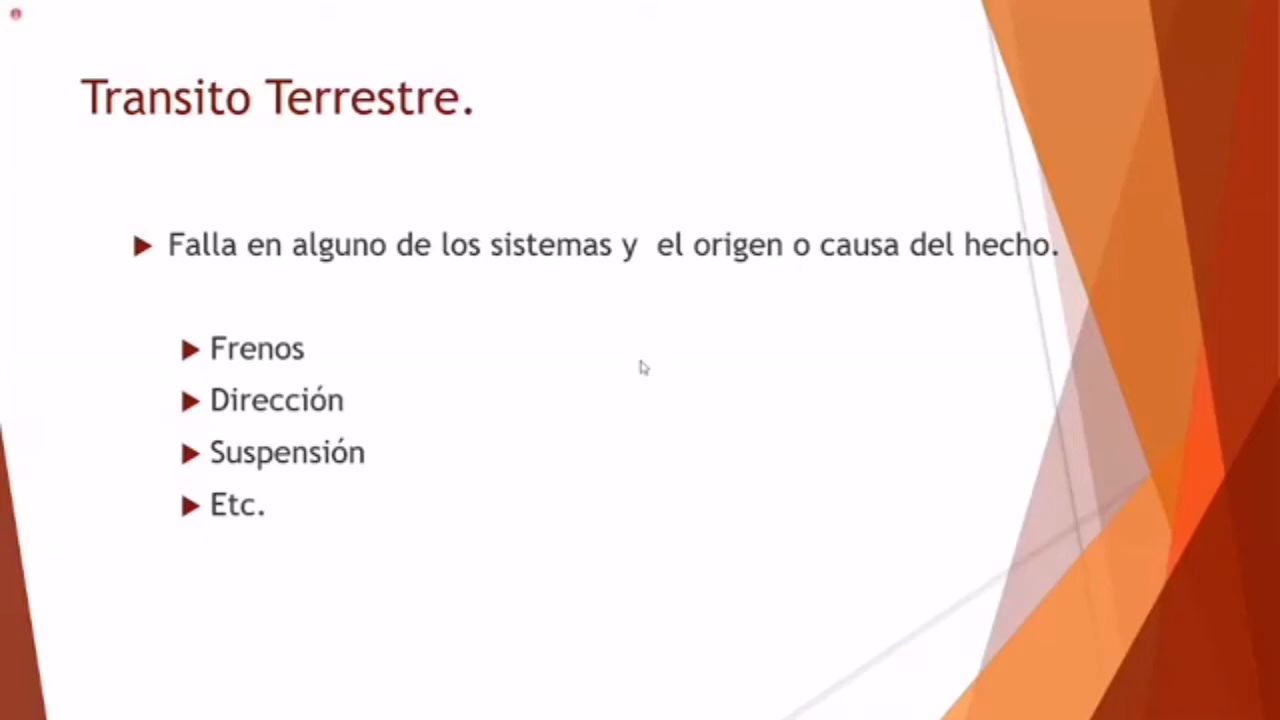 Transito Terrestre.
Falla en alguno de los sistemas y  el origen o causa del hecho.
Frenos
Dirección
Suspensión
Etc.